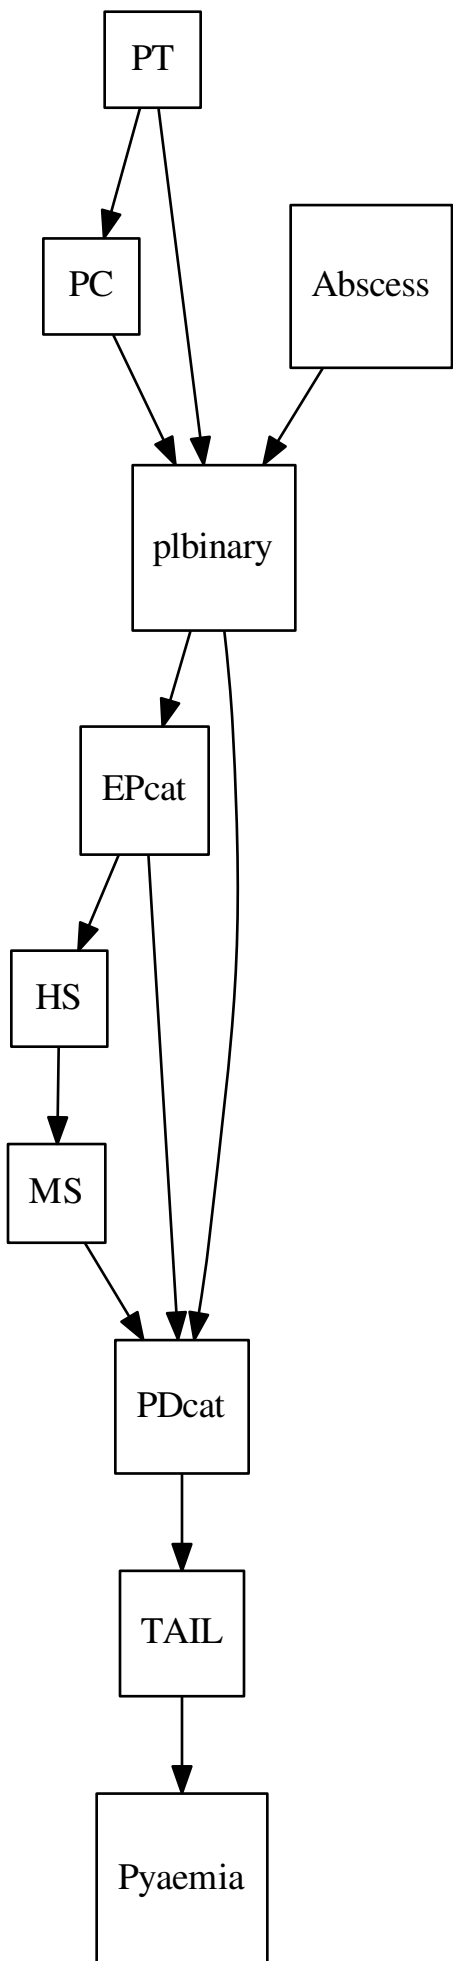 PT
PC
Abscess
plbinary
EPcat
HS
MS
PDcat
TAIL
Pyaemia